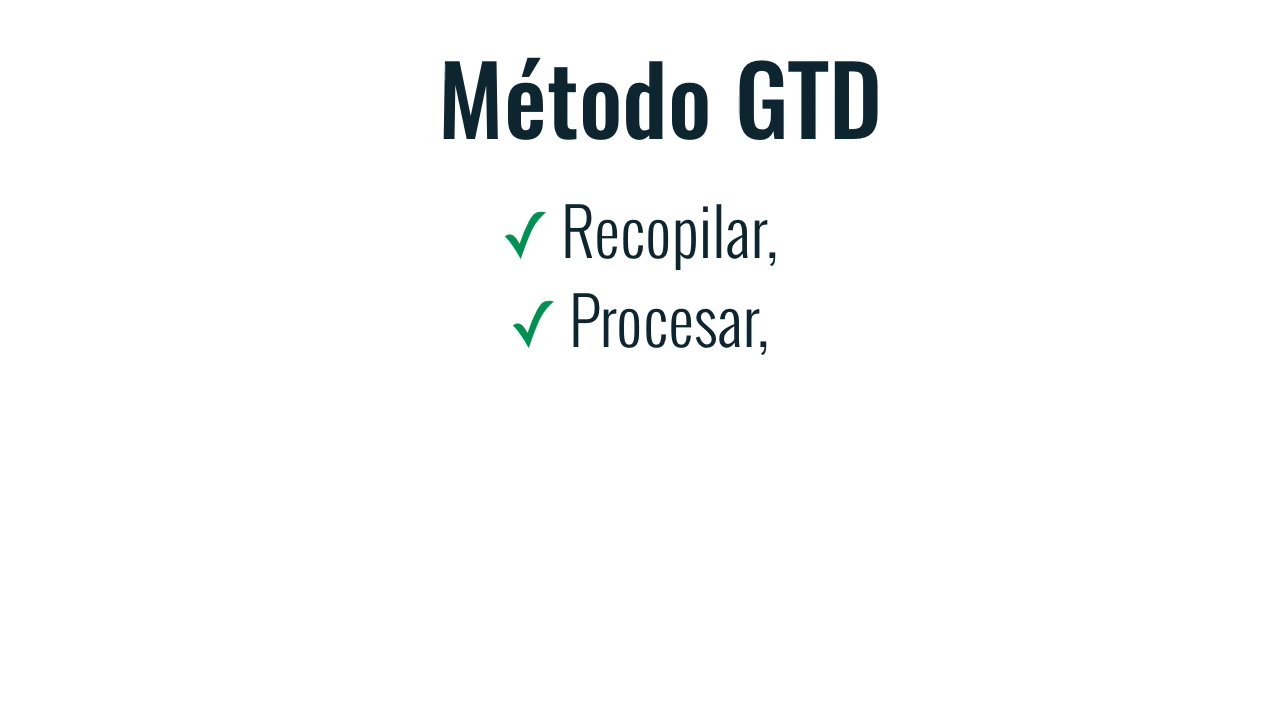 Método GTD
✓ Recopilar,
✓ Procesar,